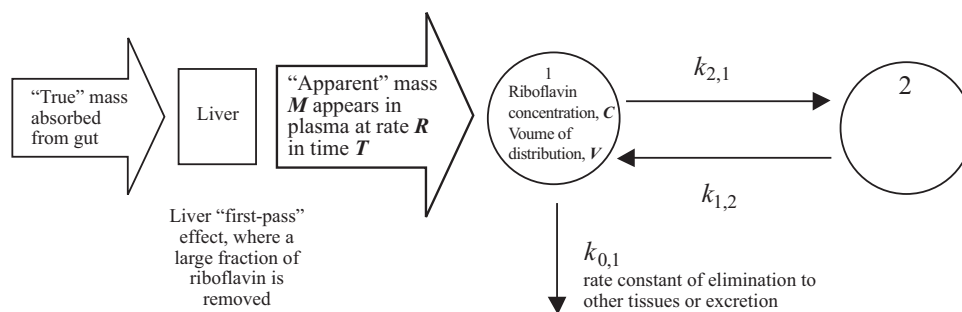 “True” mass
absorbed
from gut
Liver
Liver “first-pass”
effect, where a
large fraction of
riboflavin is
removed
“Apparent” mass
M appears in
plasma at rate R
in time T
1
Riboflavin
concentration, C
Voume of
distribution, V
k2,1
k1,2
2
k0,1
rate constant of elimination to
other tissues or excretion